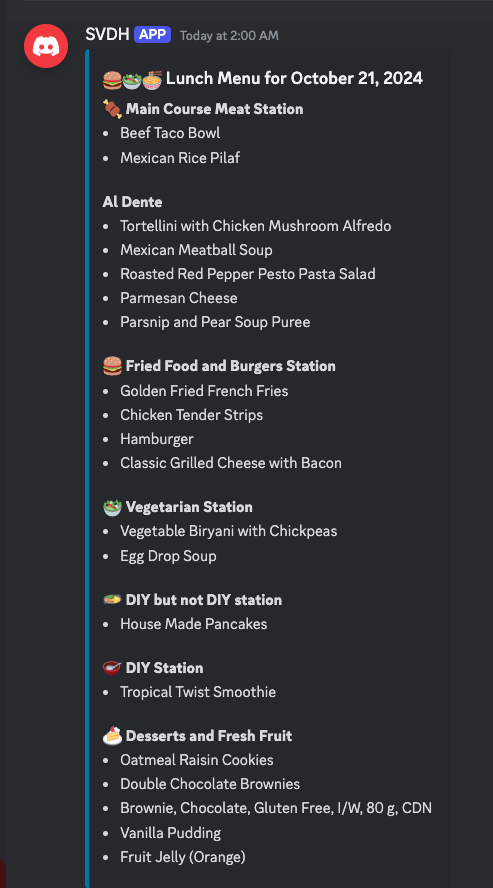 SVDH APP Today at 2:00 AM
🍔🥗🍜 Lunch Menu for October 21, 2024
🍖 Main Course Meat Station
• Beef Taco Bowl
• Mexican Rice Pilaf
Al Dente
• Tortellini with Chicken Mushroom Alfredo
• Mexican Meatball Soup
• Roasted Red Pepper Pesto Pasta Salad
• Parmesan Cheese
• Parsnip and Pear Soup Puree
🍔 Fried Food and Burgers Station
• Golden Fried French Fries
• Chicken Tender Strips
• Hamburger
• Classic Grilled Cheese with Bacon
🥗 Vegetarian Station
• Vegetable Biryani with Chickpeas
• Egg Drop Soup
🫔 DIY but not DIY station
• House Made Pancakes
🥣 DIY Station
• Tropical Twist Smoothie
🍰 Desserts and Fresh Fruit
• Oatmeal Raisin Cookies
• Double Chocolate Brownies
• Brownie, Chocolate, Gluten Free, I/W, 80 g, CDN
• Vanilla Pudding
• Fruit Jelly (Orange)